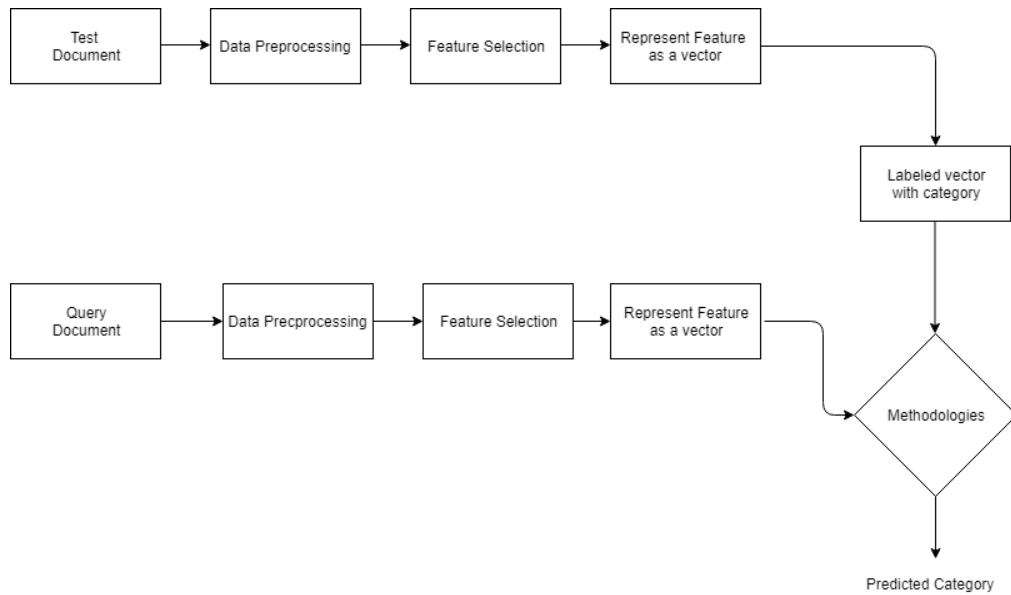 Test
Document
Data Preprocessing
Feature Selection
Represent Feature
as a vector
Labeled vector
with category
Query
Document
Data Precprocessing
Feature Selection
Represent Feature
as a vector
Methodologies
Predicted Category